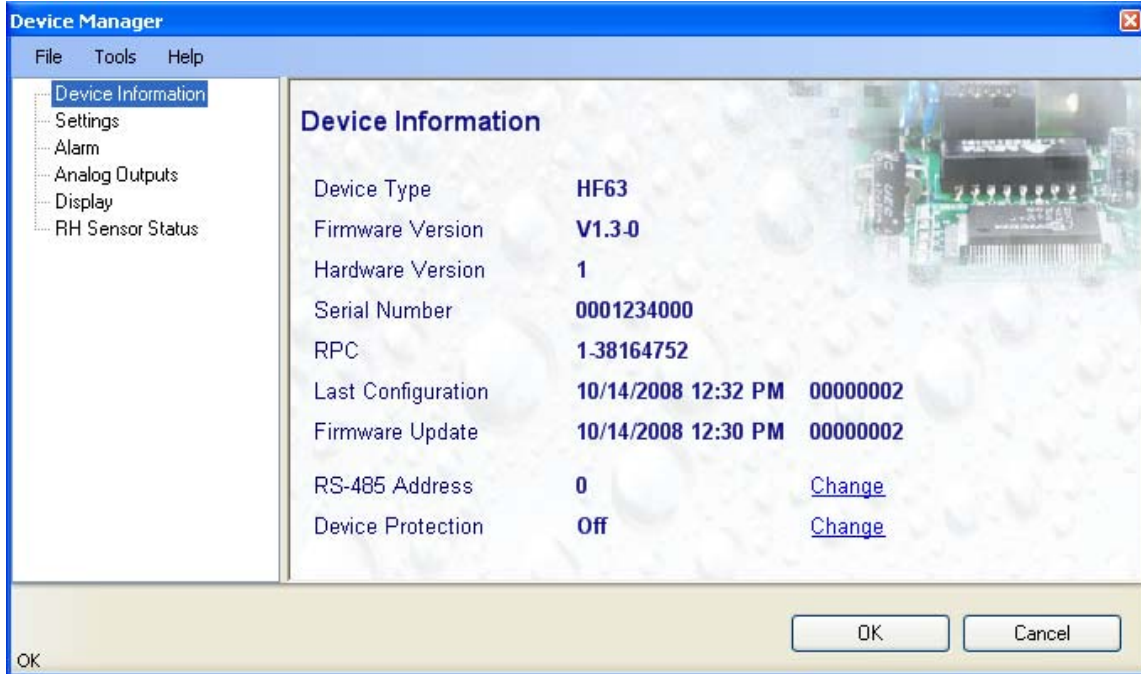 Device Manager
File Tools Help
Device Information
Settings
Alarm
Analog Outputs
Display
RH Sensor Status
Device Information
Device Type HF63
Firmware Version V1.3-0
Hardware Version 1
Serial Number 0001234000
RPC 1-38164752
Last Configuration 10/14/2008 12:32 PM 00000002
Firmware Update 10/14/2008 12:30 PM 00000002
RS-485 Address 0 Change
Device Protection Off Change
OK Cancel
OK